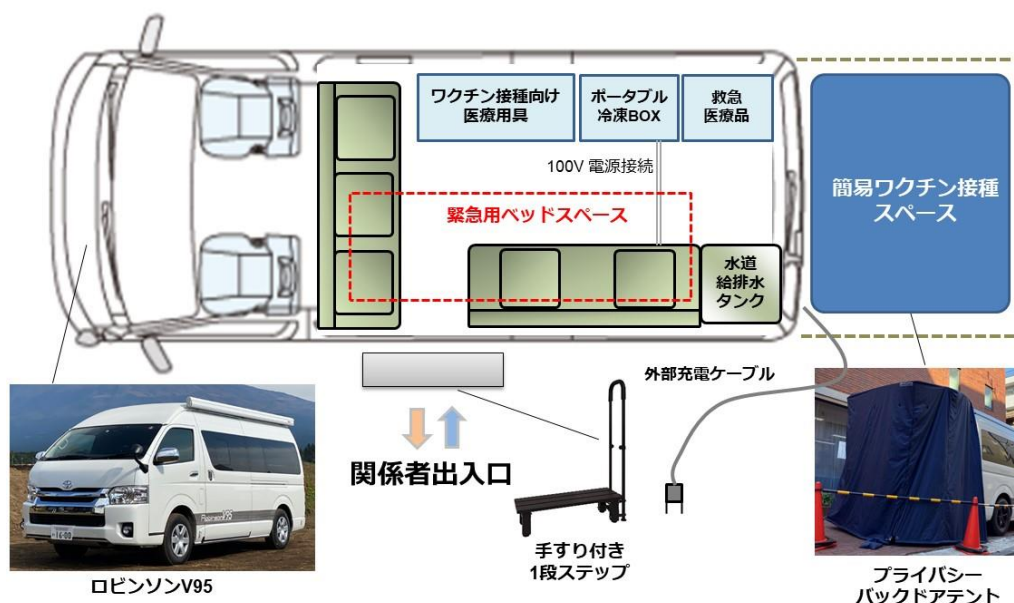 ワクチン接種向け
医療用具
ポータブル
冷凍BOX
救急
医療品
100V 電源接続
簡易ワクチン接種
スペース
緊急用ベッドスペース
水道
給排水
タンク
外部充電ケーブル
関係者出入口
手すり付き
1段ステップ
ロビンソンV95
プライバシー
バックドアテント